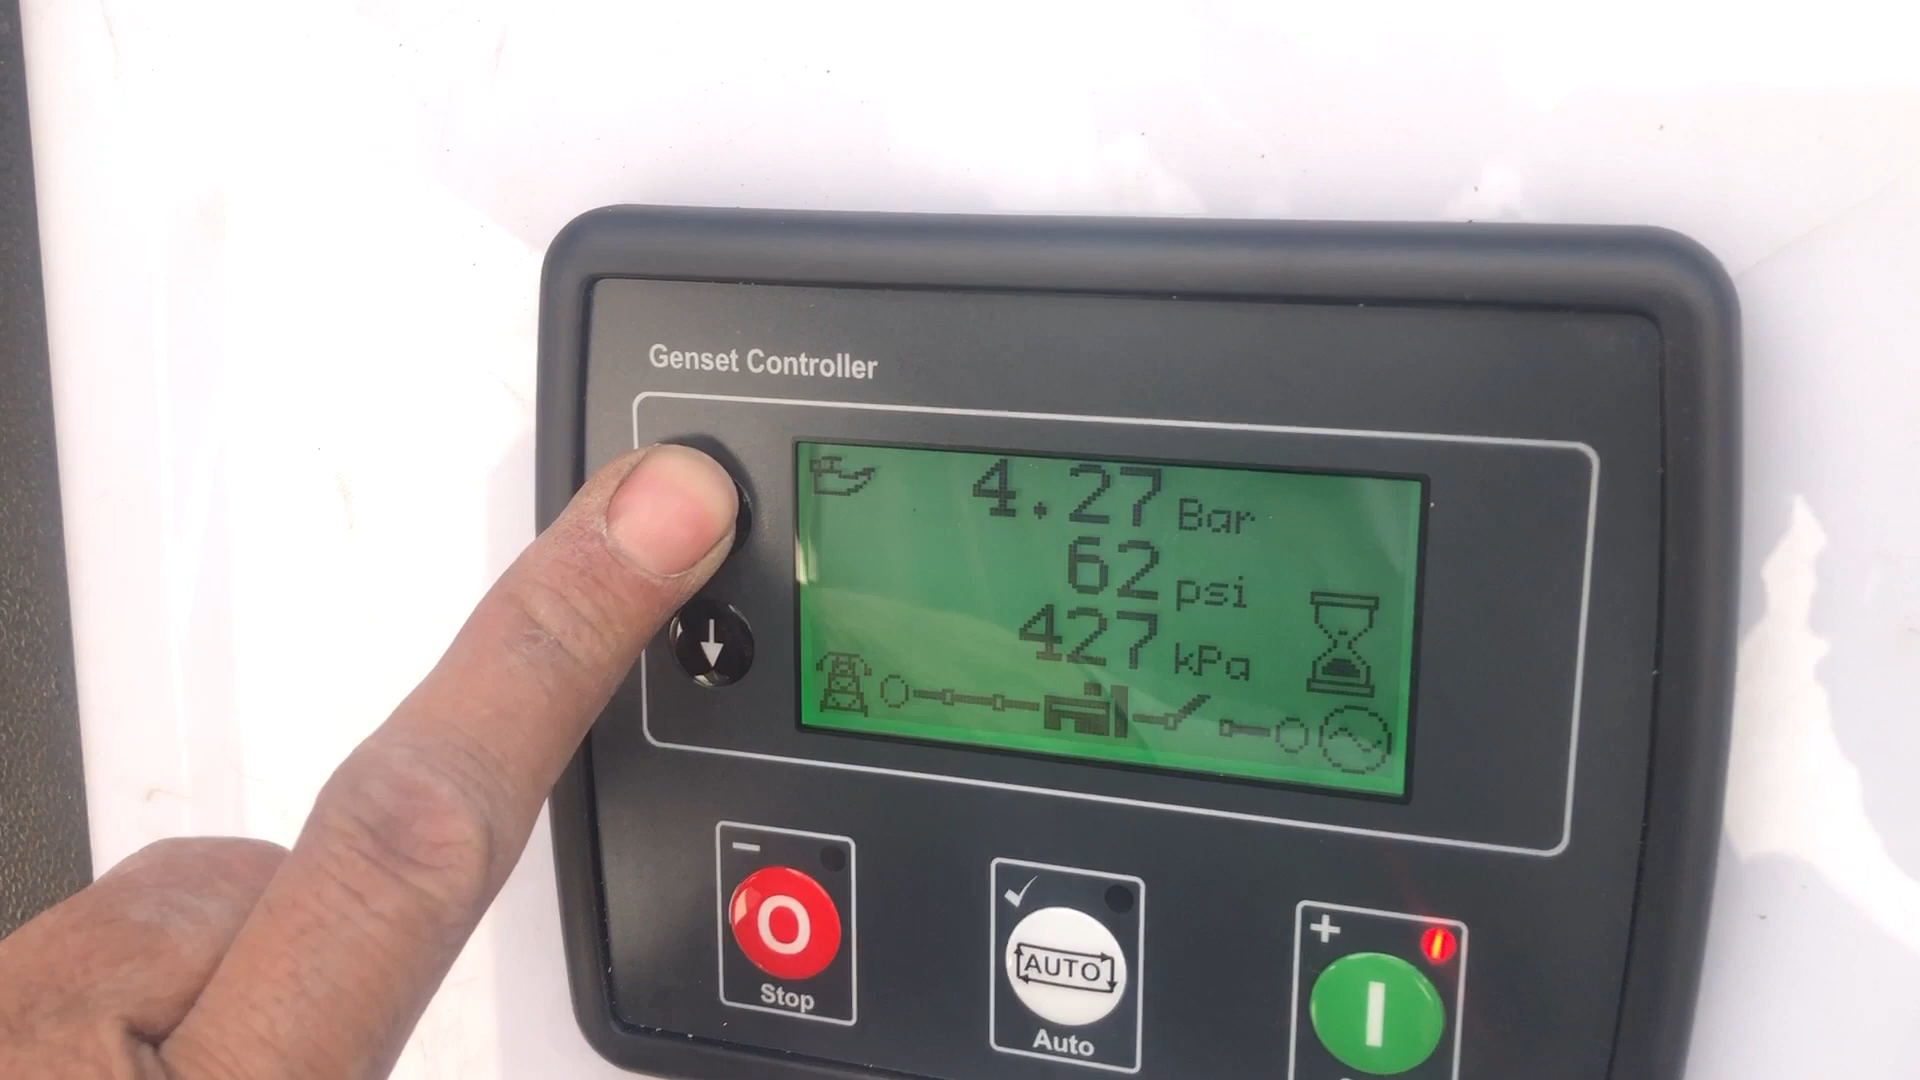 Genset Controller
4.27 Bar
62 psi
427 kPa
Stop
AUTO
Auto